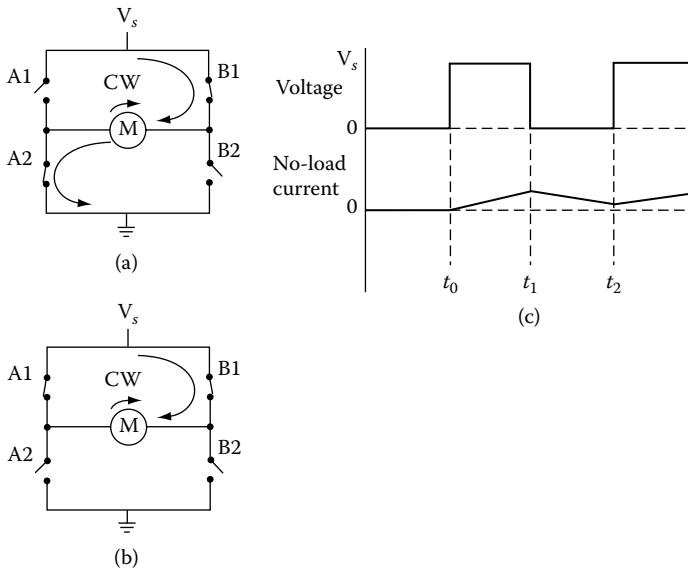 V_s
A1
B1
CW
M
A2
B2
(a)
V_s
A1
B1
CW
M
A2
B2
(b)
V_s
Voltage
0
No-load
current
0
t_0 t_1 t_2
(c)